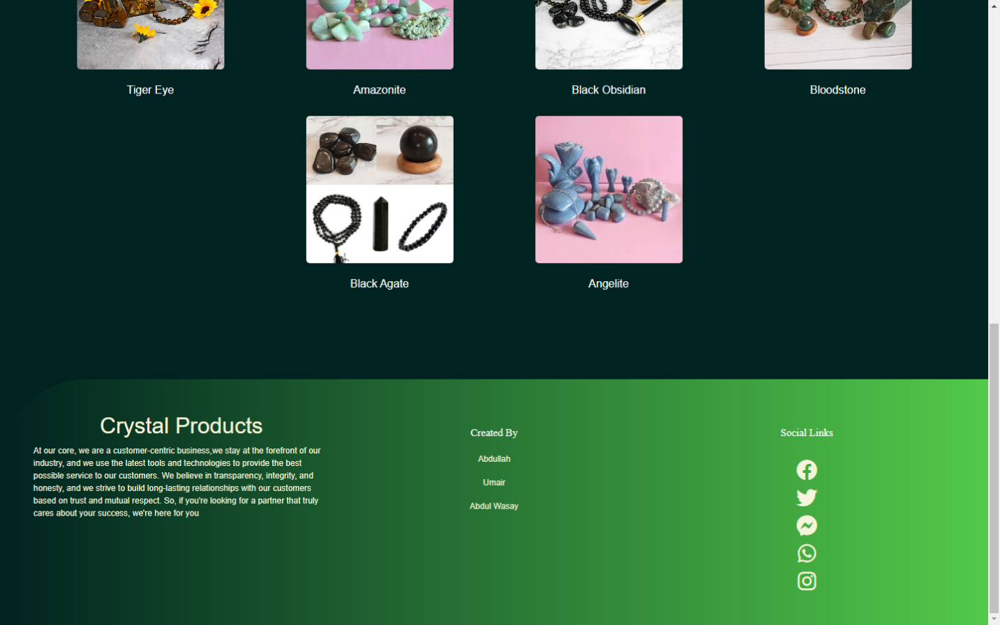 Tiger Eye
Amazonite
Black Obsidian
Bloodstone
Black Agate
Angelite
Crystal Products
At our core, we are a customer-centric business,we stay at the forefront of our
industry, and we use the latest tools and technologies to provide the best
possible service to our customers. We believe in transparency, integrity, and
honesty, and we strive to build long-lasting relationships with our customers
based on trust and mutual respect. So, if you're looking for a partner that truly
cares about your success, we're here for you
Created By
Abdullah
Umair
Abdul Wasay
Social Links